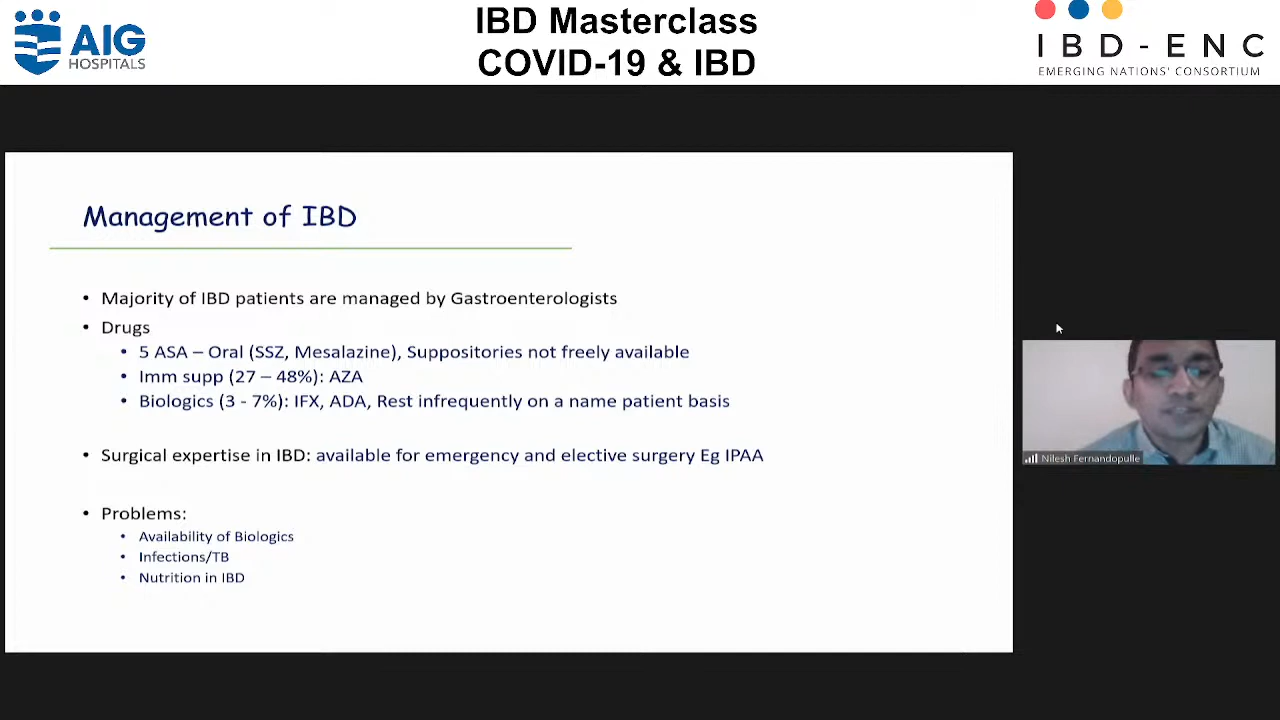 AIG
HOSPITALS
IBD Masterclass
COVID-19 & IBD
IBD-ENC
EMERGING NATIONS' CONSORTIUM
Management of IBD
• Majority of IBD patients are managed by Gastroenterologists
• Drugs
• 5 ASA – Oral (SSZ, Mesalazine), Suppositories not freely available
• Imm supp (27 – 48%): AZA
• Biologics (3 - 7%): IFX, ADA, Rest infrequently on a name patient basis
• Surgical expertise in IBD: available for emergency and elective surgery Eg IPAA
• Problems:
• Availability of Biologics
• Infections/TB
• Nutrition in IBD
Nilesh Fernandopulle